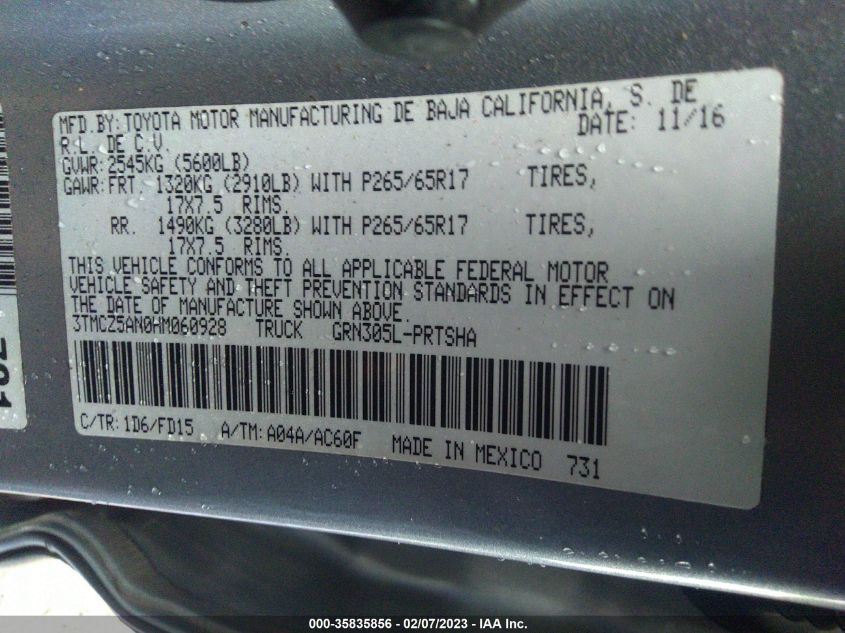 MFD.BY:TOYOTA MOTOR MANUFACTURING DE BAJA CALIFORNIA, S. DE
R.L. DE C.V. DATE: 11/16
GVWR:2545KG (5600LB)
GAWR:FRT. 1320KG (2910LB) WITH P265/65R17 TIRES,
17X7.5 RIMS.
RR. 1490KG (3280LB) WITH P265/65R17 TIRES,
17X7.5 RIMS.
THIS VEHICLE CONFORMS TO ALL APPLICABLE FEDERAL MOTOR
VEHICLE SAFETY AND THEFT PREVENTION STANDARDS IN EFFECT ON
THE DATE OF MANUFACTURE SHOWN ABOVE.
3TMCZ5AN0HM060928 TRUCK GRN305L-PRTSHA
C/TR:1D6/FD15 A/TM:A04A/AC60F MADE IN MEXICO 731
000-35835856 - 02/07/2023 - IAA Inc.